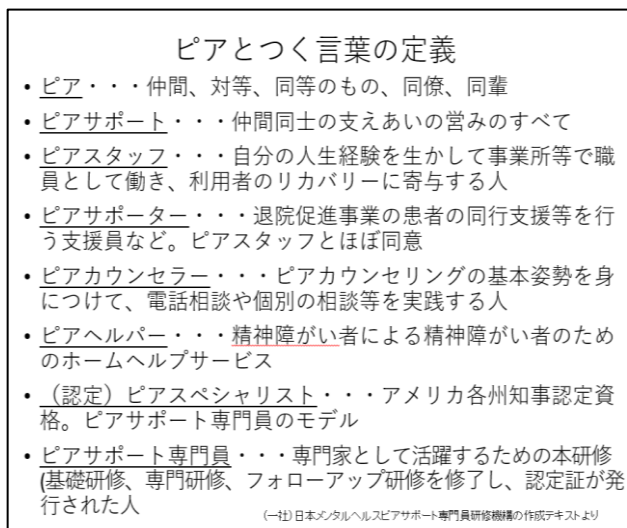 ピアとつく言葉の定義
• ピア・・・仲間、対等、同等のもの、同僚、同輩
• ピアサポート・・・仲間同士の支えあいの営みのすべて
• ピアスタッフ・・・自分の人生経験を生かして事業所等で職
員として働き、利用者のリカバリーに寄与する人
• ピアサポーター・・・退院促進事業の患者の同行支援等を行
う支援員など。ピアスタッフとほぼ同意
• ピアカウンセラー・・・ピアカウンセリングの基本姿勢を身
につけて、電話相談や個別の相談等を実践する人
• ピアヘルパー・・・精神障がい者による精神障がい者のため
のホームヘルプサービス
• （認定）ピアスペシャリスト・・・アメリカ各州知事認定資
格。ピアサポート専門員のモデル
• ピアサポート専門員・・・専門家として活躍するための本研修
(基礎研修、専門研修、フォローアップ研修を修了し、認定証が発
行された人
(一社)日本メンタルヘルスピアサポート専門員研修機構の作成テキストより